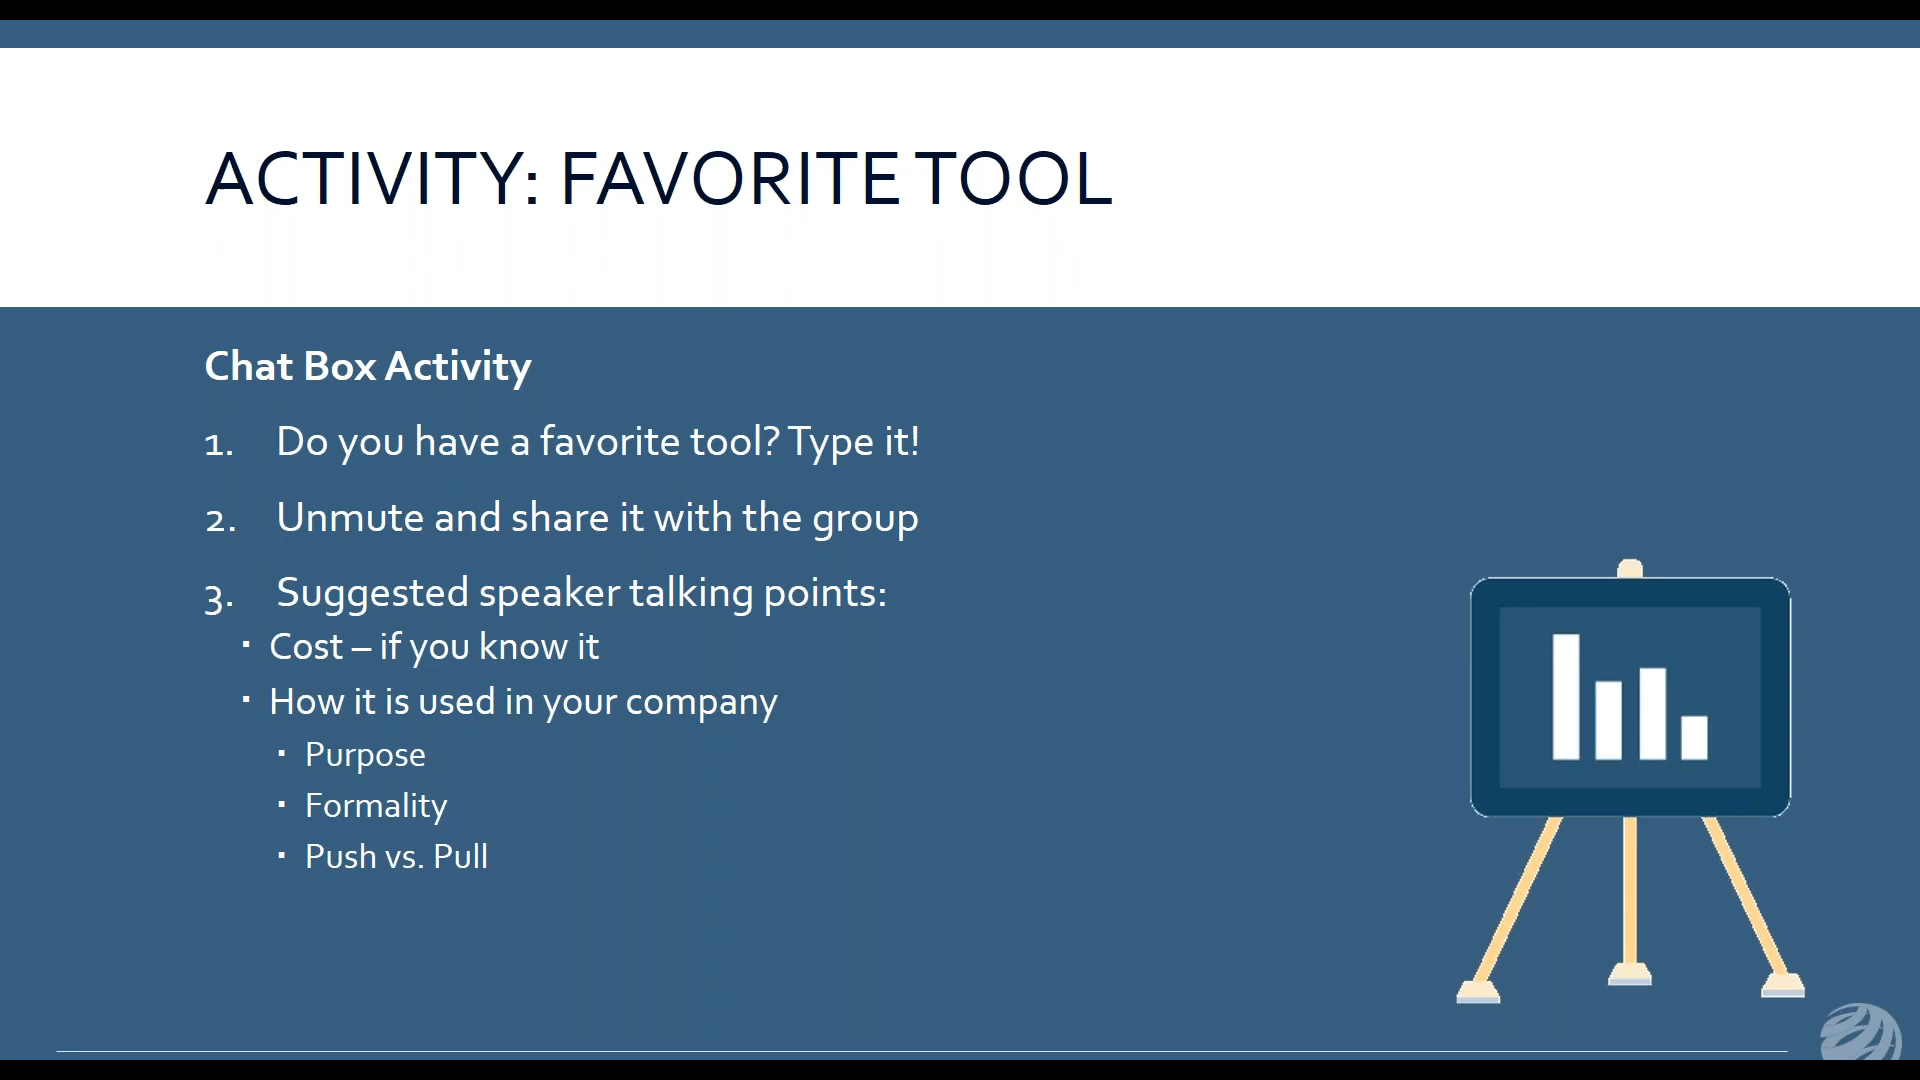 ACTIVITY: FAVORITE TOOL
Chat Box Activity
1. Do you have a favorite tool? Type it!
2. Unmute and share it with the group
3. Suggested speaker talking points:
▪ Cost – if you know it
▪ How it is used in your company
▪ Purpose
▪ Formality
▪ Push vs. Pull